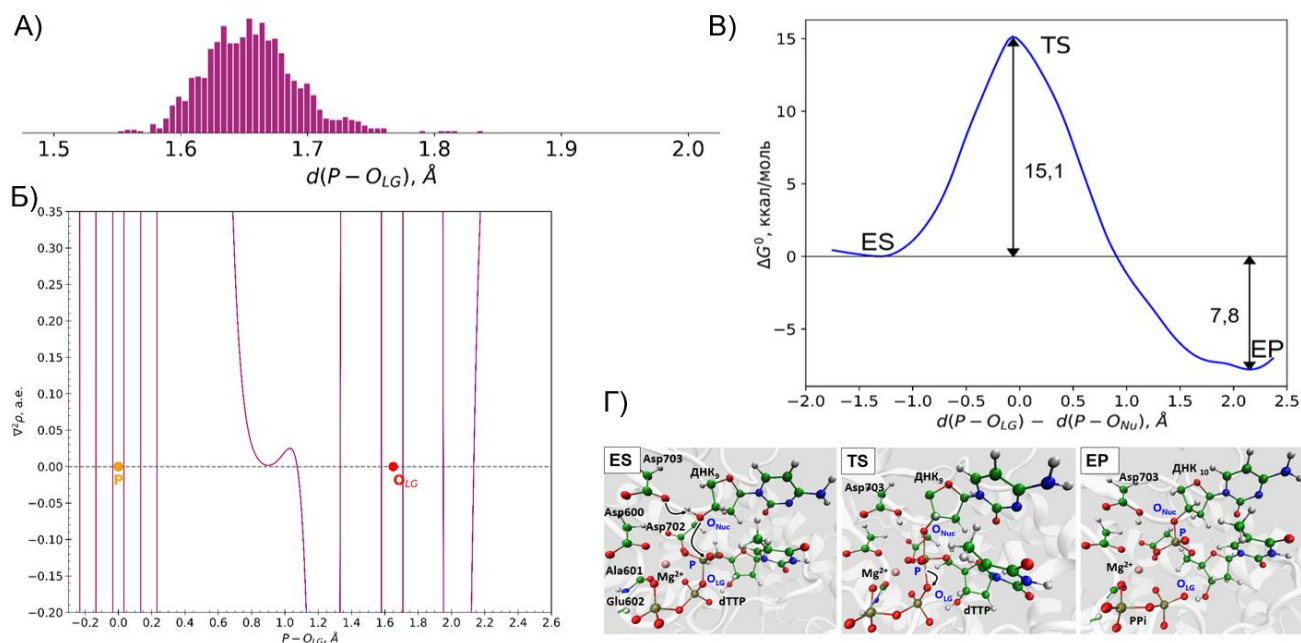 А)
1.5 1.6 1.7 1.8 1.9 2.0
d(P − O_LG), Å
Б)
0.35
0.30
0.25
0.20
0.15
0.10
0.05
0.00
−0.05
−0.10
−0.15
−0.20
∇²ρ, а.е.
P
O_LG
−0.2 0.0 0.2 0.4 0.6 0.8 1.0 1.2 1.4 1.6 1.8 2.0 2.2 2.4 2.6
P − O_LG, Å
В)
15
10
5
0
−5
ΔG⁰, ккал/моль
TS
15,1
ES
7,8
EP
−2.0 −1.5 −1.0 −0.5 0.0 0.5 1.0 1.5 2.0 2.5
d(P − O_LG) − d(P − O_Nu), Å
Г)
ES
Asp703
ДНК₉
Asp600
Asp702
O_Nuc
P
Ala601
Mg²⁺
O_LG
Glu602
dTTP
TS
Asp703
ДНК₉
O_Nuc
P
Mg²⁺
O_LG
dTTP
EP
Asp703
ДНК ₁₀
O_Nuc
P
Mg²⁺
O_LG
PPi